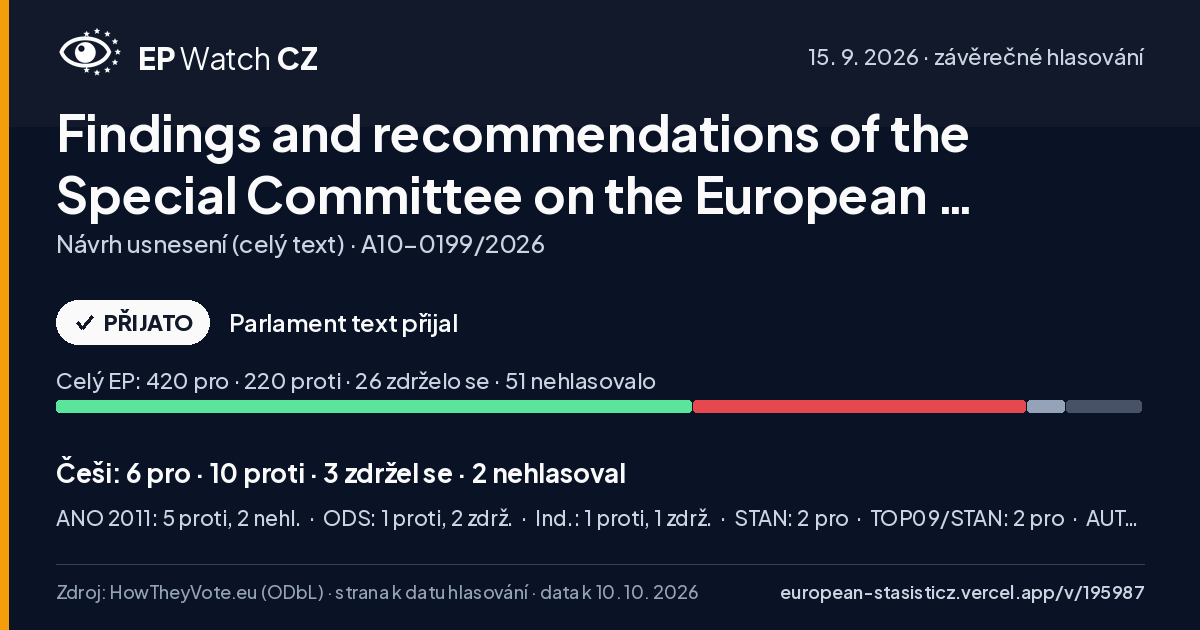 EP Watch CZ
15. 9. 2026 · závěrečné hlasování
Findings and recommendations of the
Special Committee on the European …
Návrh usnesení (celý text) · A10-0199/2026
✓ PŘIJATO
Parlament text přijal
Celý EP: 420 pro · 220 proti · 26 zdrželo se · 51 nehlasovalo
Češi: 6 pro · 10 proti · 3 zdržel se · 2 nehlasoval
ANO 2011: 5 proti, 2 nehl. · ODS: 1 proti, 2 zdrž. · Ind.: 1 proti, 1 zdrž. · STAN: 2 pro · TOP09/STAN: 2 pro · AUT…
Zdroj: HowTheyVote.eu (ODbL) · strana k datu hlasování · data k 10. 10. 2026
european-stasisticz.vercel.app/v/195987